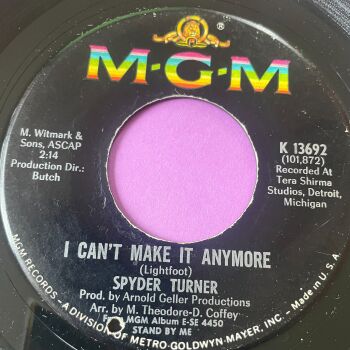 M-G-M
M. Witmark &
Sons, ASCAP
2:14
Production Dir.:
Butch
K 13692
(101,872)
Recorded At
Tera Shirma
Studios, Detroit,
Michigan
I CAN'T MAKE IT ANYMORE
(Lightfoot)
SPYDER TURNER
Prod. by Arnold Geller Productions
Arr. by M. Theodore-D. Coffey
MGM Album E-SE 4450
STAND BY ME
MGM RECORDS - A DIVISION OF METRO-GOLDWYN-MAYER, INC. - Made in U.S.A.